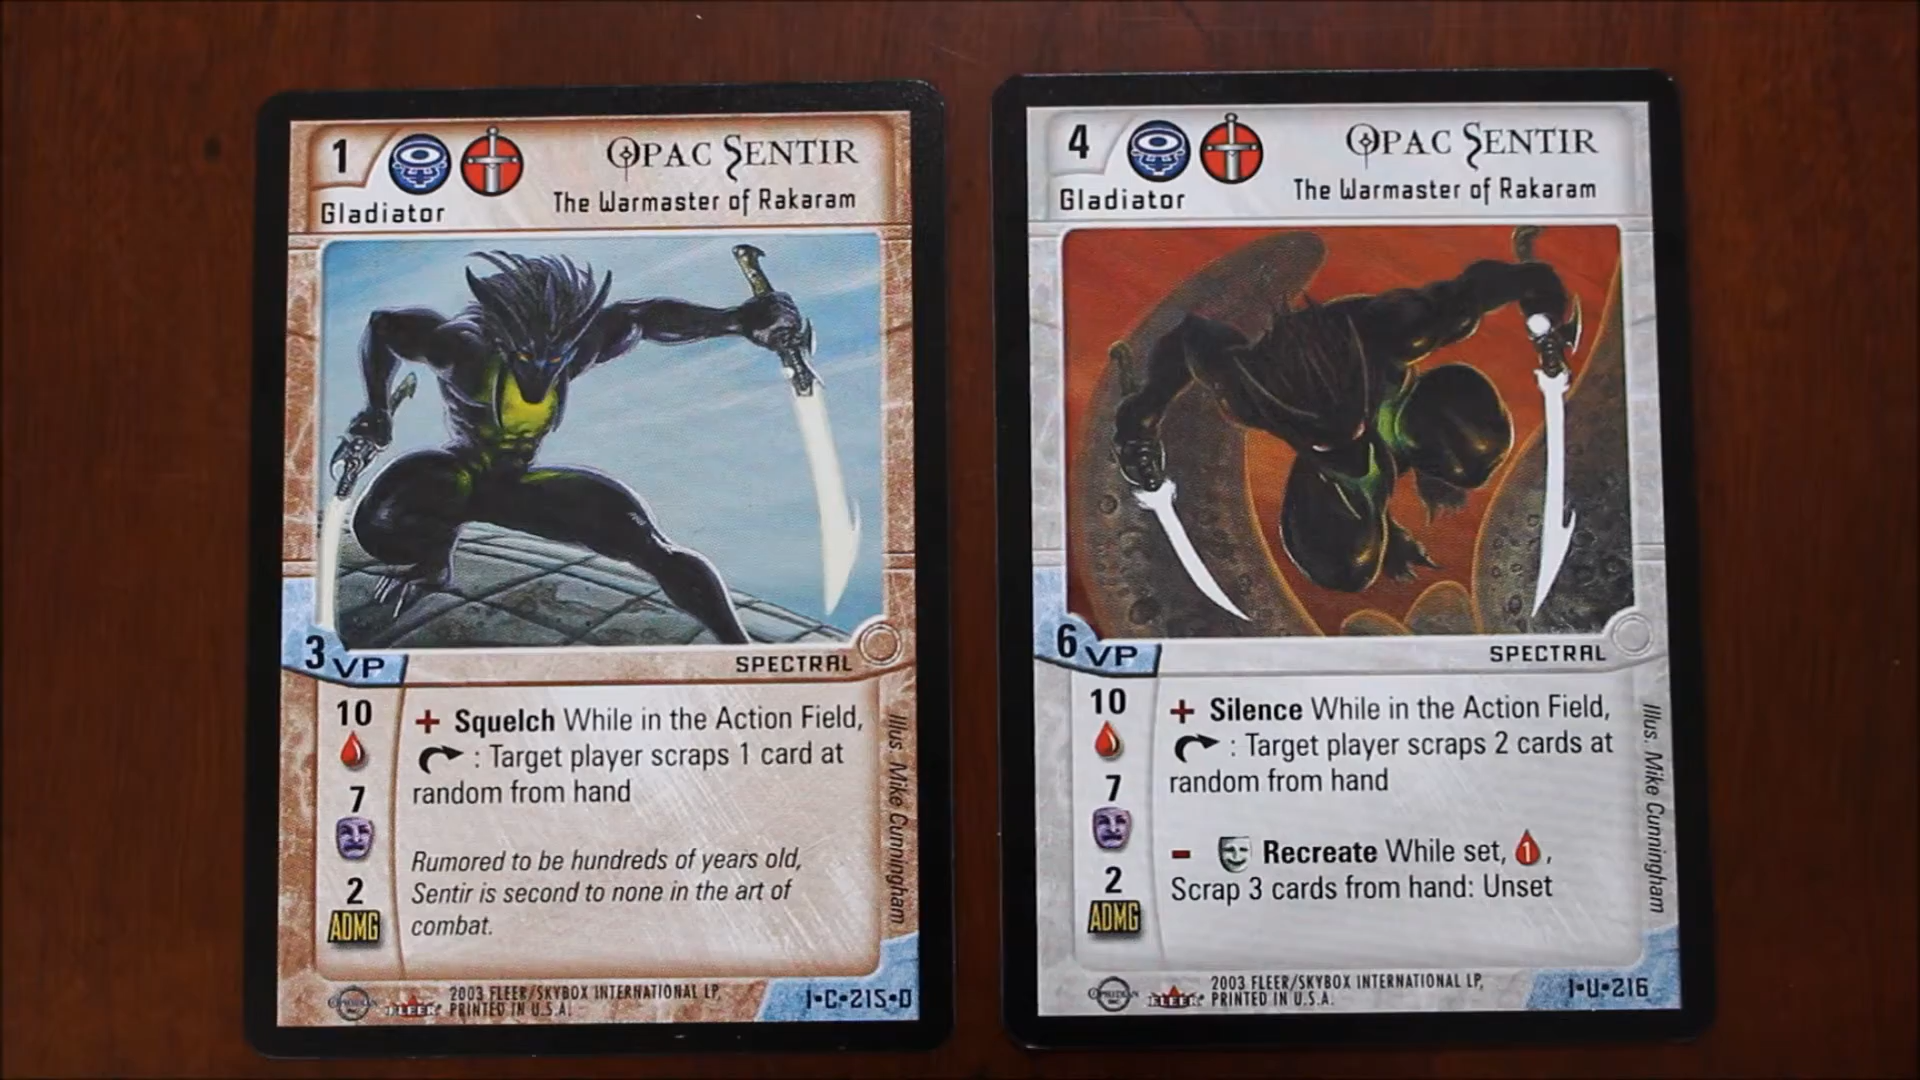 1
Gladiator
OPAC SENTIR
The Warmaster of Rakaram
3 VP
SPECTRAL
10
7
2
ADMG
+ Squelch While in the Action Field,
: Target player scraps 1 card at
random from hand
Rumored to be hundreds of years old,
Sentir is second to none in the art of
combat.
Illus. Mike Cunningham
FLEER
2003 FLEER/SKYBOX INTERNATIONAL LP,
PRINTED IN U.S.A.
1•C•215•D
4
Gladiator
OPAC SENTIR
The Warmaster of Rakaram
6 VP
SPECTRAL
10
7
2
ADMG
+ Silence While in the Action Field,
: Target player scraps 2 cards at
random from hand
- Recreate While set, 1,
Scrap 3 cards from hand: Unset
Illus. Mike Cunningham
FLEER
2003 FLEER/SKYBOX INTERNATIONAL LP,
PRINTED IN U.S.A.
1•U•216